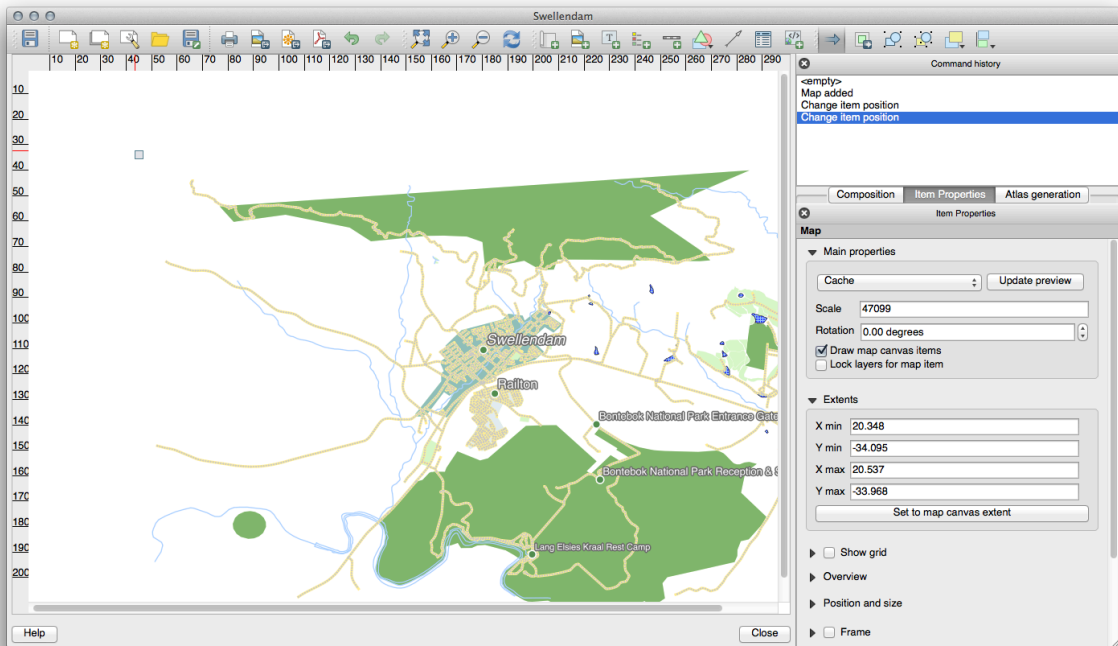 Swellendam
10 20 30 40 50 60 70 80 90 100 110 120 130 140 150 160 170 180 190 200 210 220 230 240 250 260 270 280 290
10
20
30
40
50
60
70
80
90
100
110
120
130
140
150
160
170
180
190
200
Swellendam
Railton
Bontebok National Park Entrance Gate
Bontebok National Park Reception &
Lang Elsies Kraal Rest Camp
Help
Close
Command history
<empty>
Map added
Change item position
Change item position
Composition
Item Properties
Atlas generation
Item Properties
Map
Main properties
Cache
Update preview
Scale 47099
Rotation 0.00 degrees
Draw map canvas items
Lock layers for map item
Extents
X min 20.348
Y min -34.095
X max 20.537
Y max -33.968
Set to map canvas extent
Show grid
Overview
Position and size
Frame